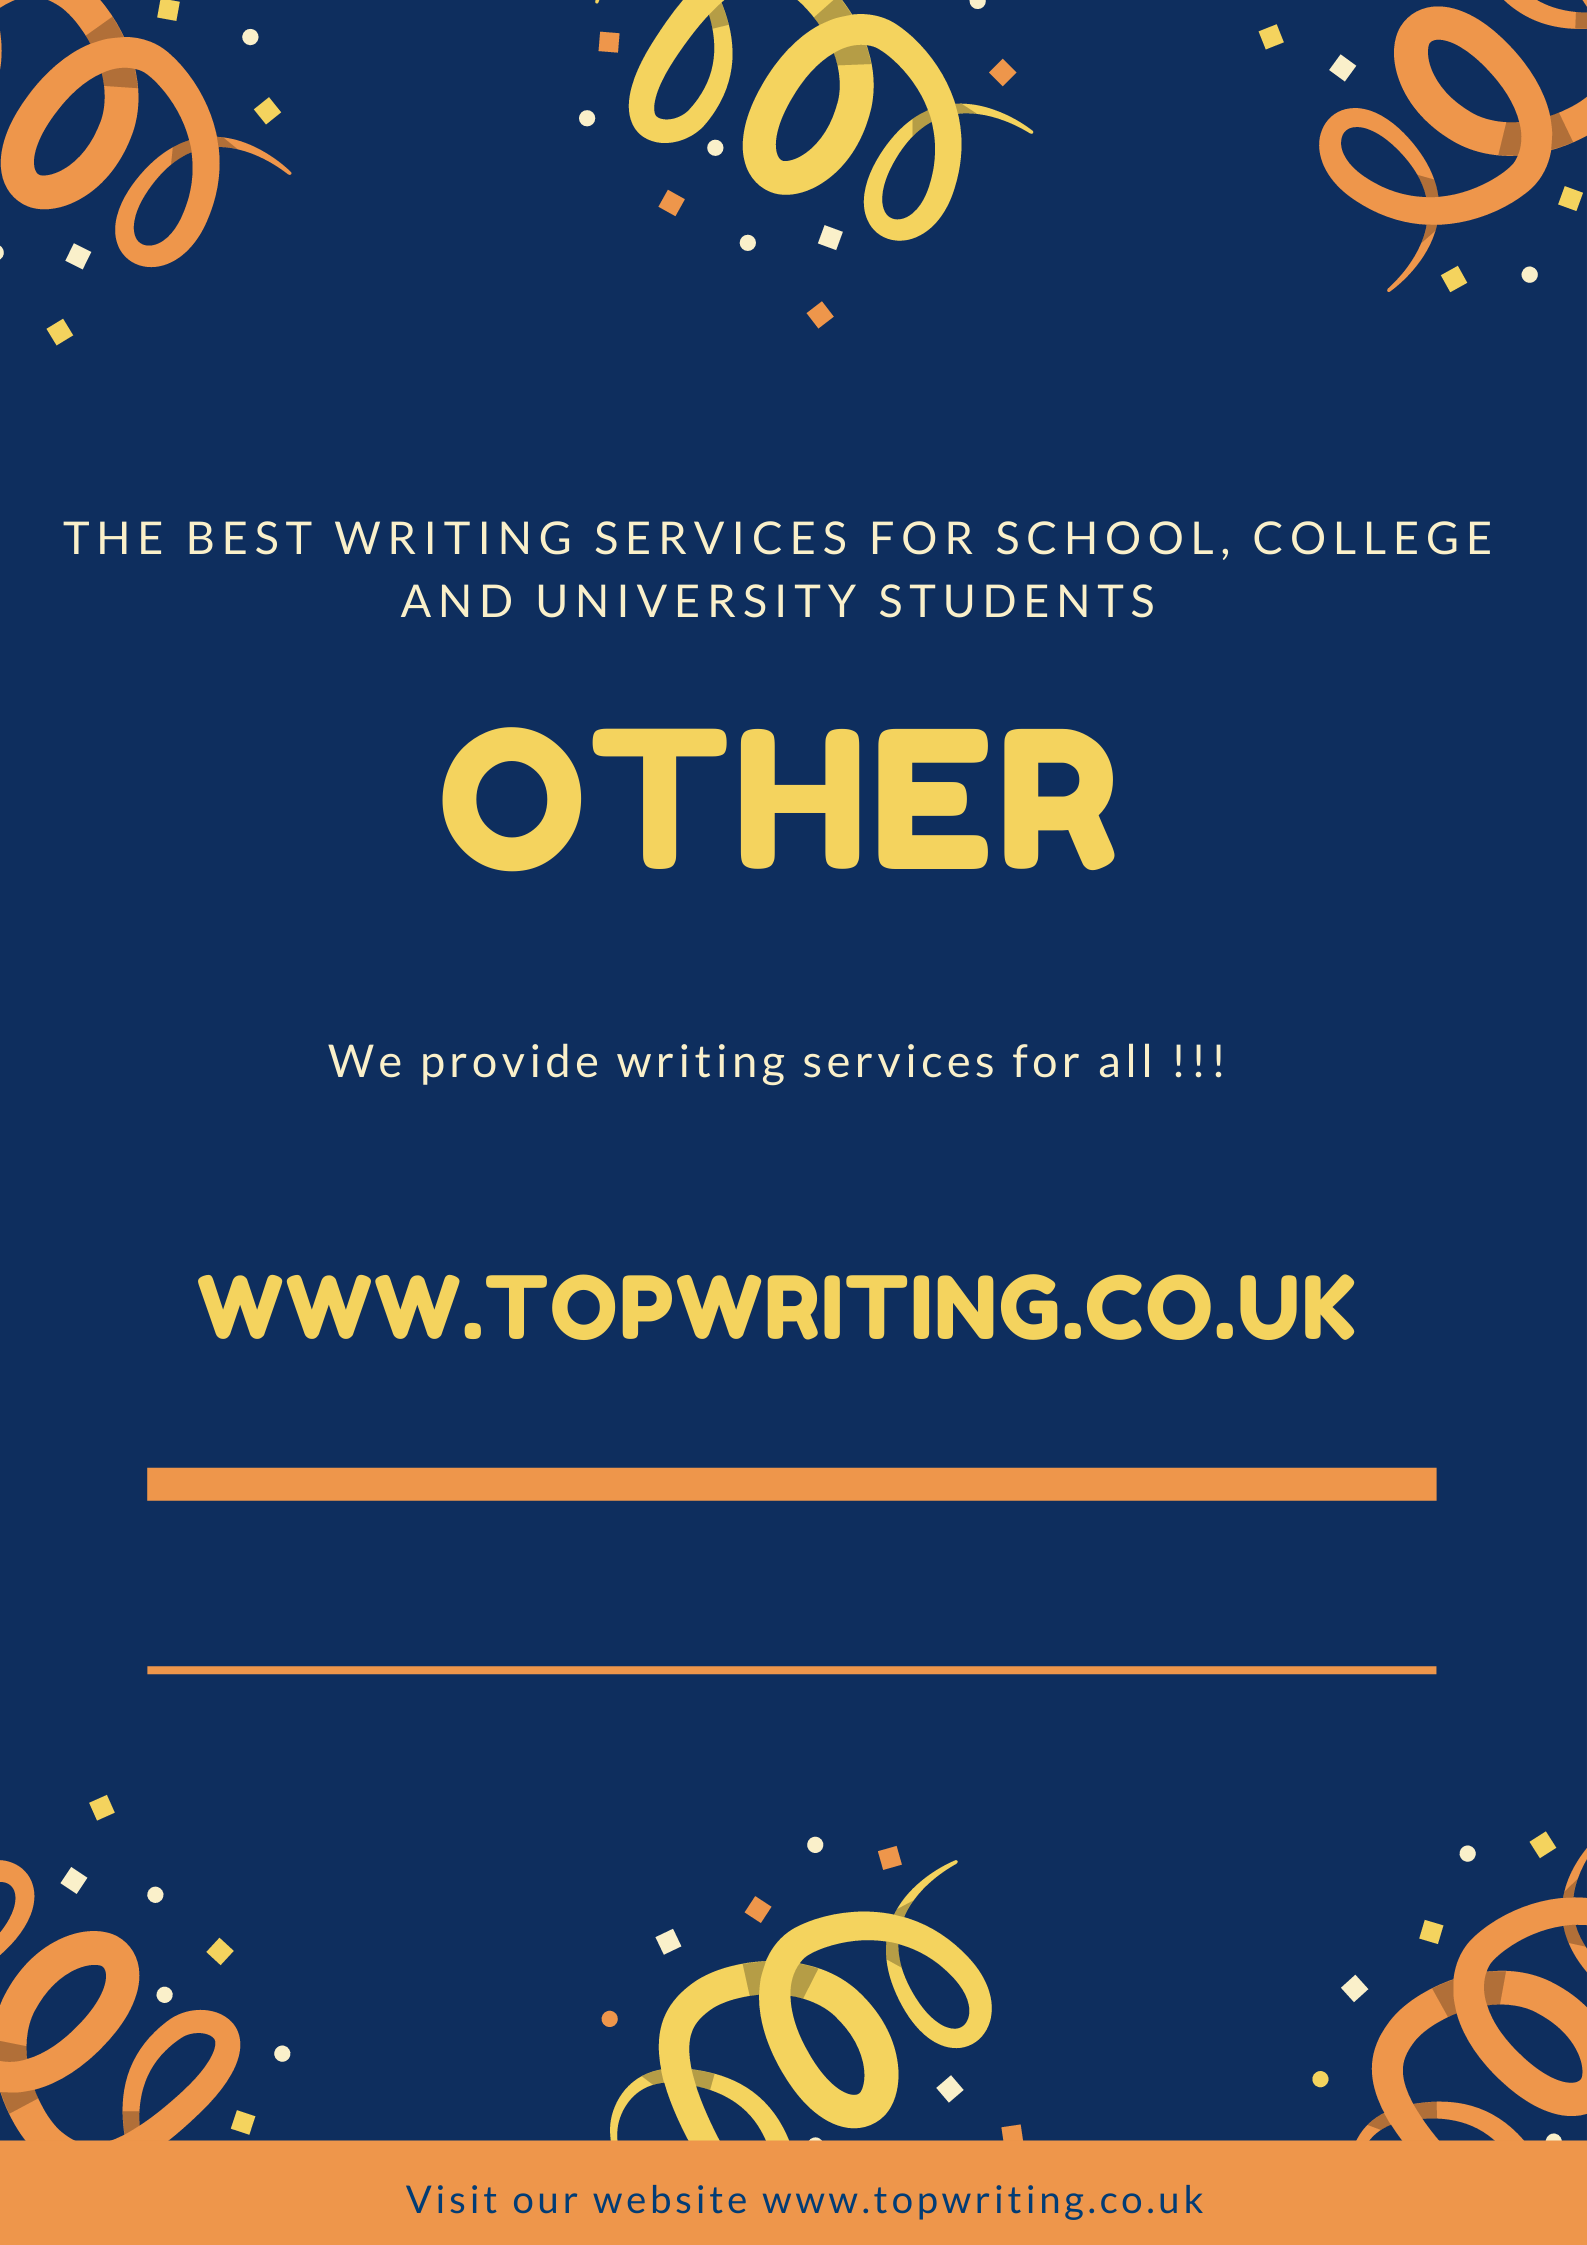 THE BEST WRITING SERVICES FOR SCHOOL, COLLEGE
AND UNIVERSITY STUDENTS
OTHER
We provide writing services for all !!!
WWW.TOPWRITING.CO.UK
Visit our website www.topwriting.co.uk